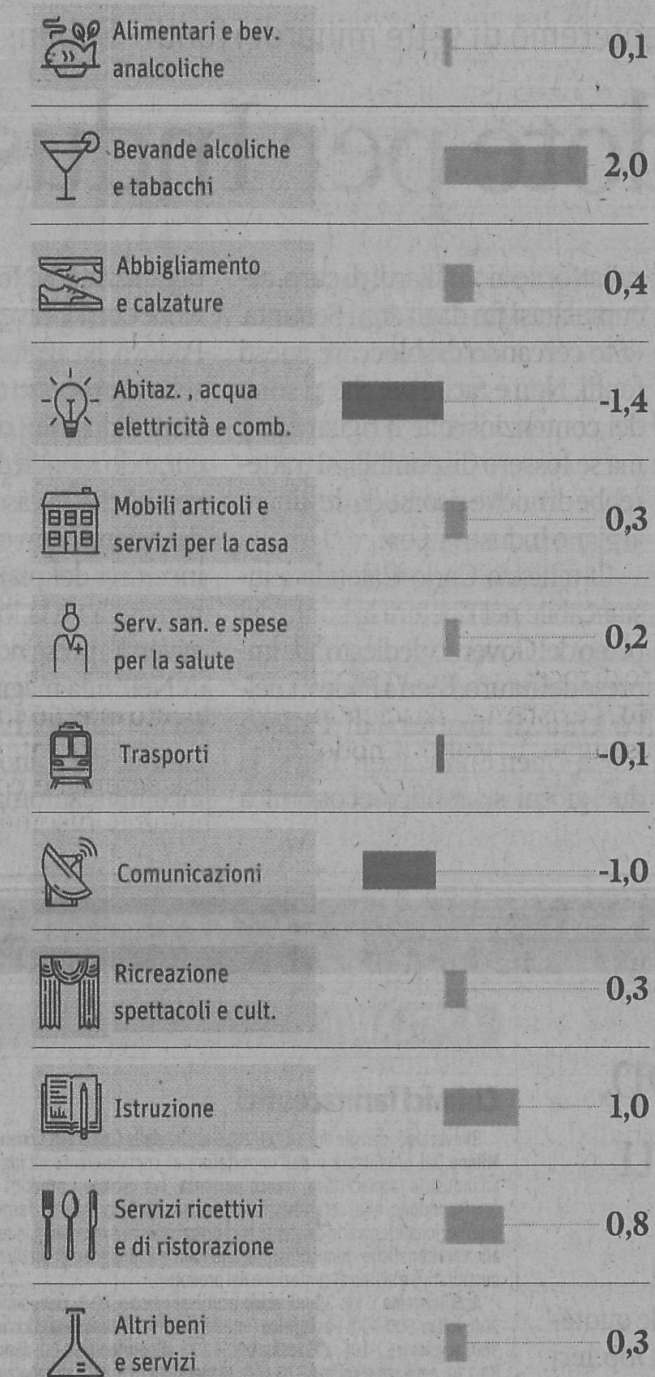 Alimentari e bev.
analcoliche
0,1
Bevande alcoliche
e tabacchi
2,0
Abbigliamento
e calzature
0,4
Abitaz. , acqua
elettricità e comb.
-1,4
Mobili articoli e
servizi per la casa
0,3
Serv. san. e spese
per la salute
0,2
Trasporti
-0,1
Comunicazioni
-1,0
Ricreazione
spettacoli e cult.
0,3
Istruzione
1,0
Servizi ricettivi
e di ristorazione
0,8
Altri beni
e servizi
0,3